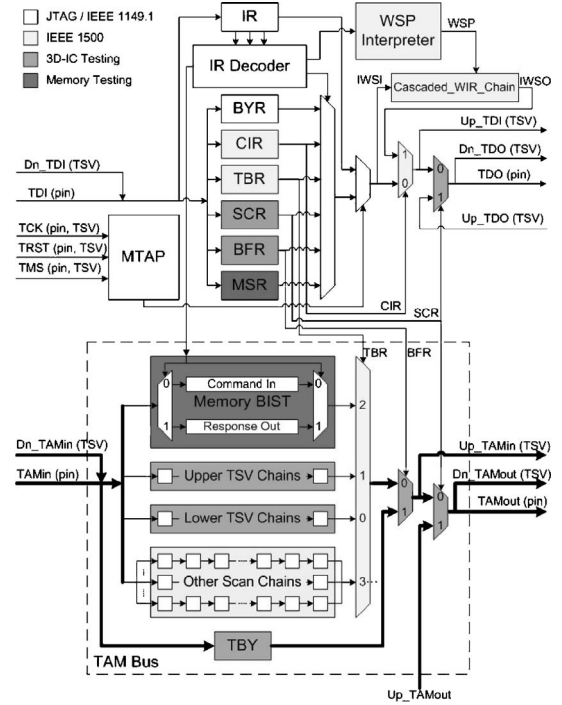 JTAG / IEEE 1149.1
IEEE 1500
3D-IC Testing
Memory Testing
IR
IR Decoder
WSP Interpreter
WSP
IWSI
IWSO
Cascaded_WIR_Chain
BYR
CIR
TBR
SCR
BFR
MSR
Dn_TDI (TSV)
TDI (pin)
TCK (pin, TSV)
TRST (pin, TSV)
TMS (pin, TSV)
MTAP
1
0
0
1
Up_TDI (TSV)
Dn_TDO (TSV)
TDO (pin)
Up_TDO (TSV)
CIR
SCR
TBR
BFR
0
Command In
0
Memory BIST
1
Response Out
1
2
Dn_TAMin (TSV)
TAMin (pin)
Upper TSV Chains
1
Lower TSV Chains
0
Other Scan Chains
3
0
1
0
1
Up_TAMin (TSV)
Dn_TAMout (TSV)
TAMout (pin)
TBY
TAM Bus
Up_TAMout